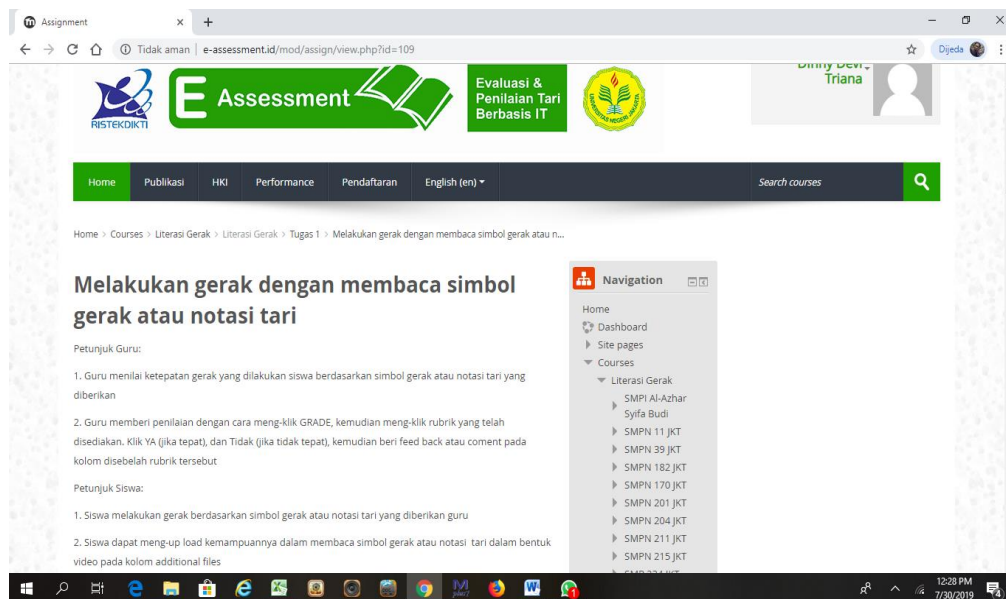 Assignment
Tidak aman | e-assessment.id/mod/assign/view.php?id=109
Dijeda
RISTEKDIKTI
E Assessment
Evaluasi &
Penilaian Tari
Berbasis IT
Dinny Devi
Triana
Home Publikasi HKI Performance Pendaftaran English (en) Search courses
Home > Courses > Literasi Gerak > Literasi Gerak > Tugas 1 > Melakukan gerak dengan membaca simbol gerak atau n...
Melakukan gerak dengan membaca simbol
gerak atau notasi tari
Petunjuk Guru:
1. Guru menilai ketepatan gerak yang dilakukan siswa berdasarkan simbol gerak atau notasi tari yang
diberikan
2. Guru memberi penilaian dengan cara meng-klik GRADE, kemudian meng-klik rubrik yang telah
disediakan. Klik YA (jika tepat), dan Tidak (jika tidak tepat), kemudian beri feed back atau coment pada
kolom disebelah rubrik tersebut
Petunjuk Siswa:
1. Siswa melakukan gerak berdasarkan simbol gerak atau notasi tari yang diberikan guru
2. Siswa dapat meng-up load kemampuannya dalam membaca simbol gerak atau notasi tari dalam bentuk
video pada kolom additional files
Navigation
Home
Dashboard
Site pages
Courses
Literasi Gerak
SMPI Al-Azhar
Syifa Budi
SMPN 11 JKT
SMPN 39 JKT
SMPN 182 JKT
SMPN 170 JKT
SMPN 201 JKT
SMPN 204 JKT
SMPN 211 JKT
SMPN 215 JKT
12:28 PM
7/30/2019